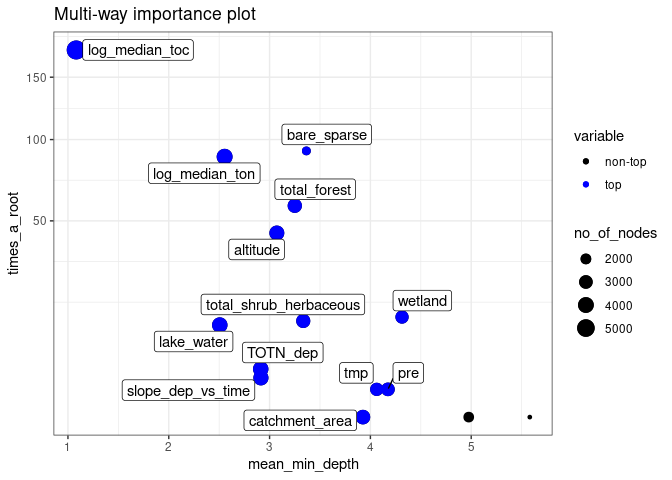 Multi-way importance plot
log_median_toc
150
variable
bare_sparse
100
non-top
log_median_ton
top
total_forest
times_a_root
50
no_of_nodes
altitude
2000
3000
total_shrub_herbaceous
wetland
4000
5000
lake_water
TOTN_dep
tmp
pre
slope_dep_vs_time
catchment_area
1
2
3
4
5
mean_min_depth